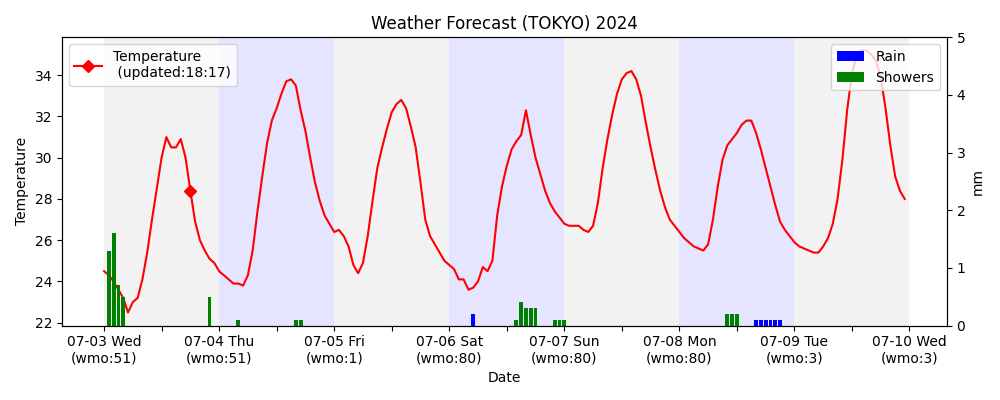 Weather Forecast (TOKYO) 2024
Temperature
(updated:18:17)
Rain
Showers
Temperature
34
32
30
28
26
24
22
5
4
3
2
1
0
mm
07-03 Wed
(wmo:51)
07-04 Thu
(wmo:51)
07-05 Fri
(wmo:1)
07-06 Sat
(wmo:80)
07-07 Sun
(wmo:80)
07-08 Mon
(wmo:80)
07-09 Tue
(wmo:3)
07-10 Wed
(wmo:3)
Date